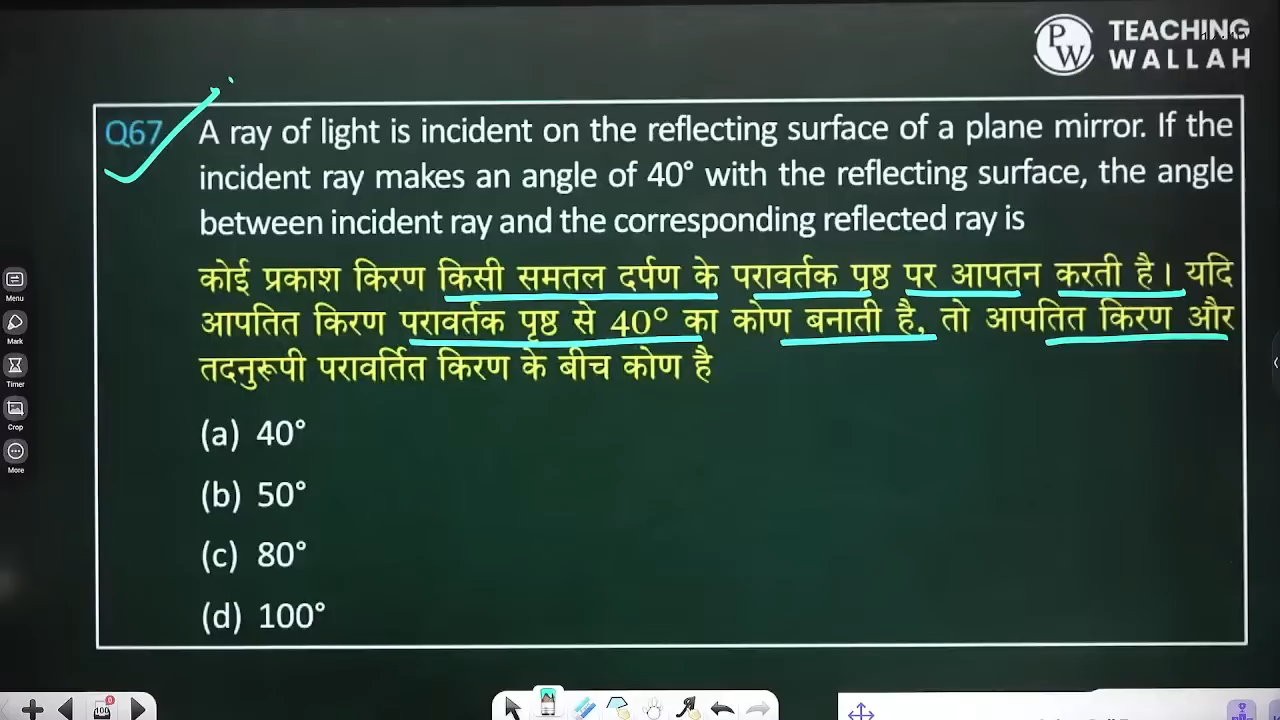 TEACHING
WALLAH
PW
Q67
A ray of light is incident on the reflecting surface of a plane mirror. If the
incident ray makes an angle of 40° with the reflecting surface, the angle
between incident ray and the corresponding reflected ray is
कोई प्रकाश किरण किसी समतल दर्पण के परावर्तक पृष्ठ पर आपतन करती है। यदि
आपतित किरण परावर्तक पृष्ठ से 40° का कोण बनाती है, तो आपतित किरण और
तदनुरूपी परावर्तित किरण के बीच कोण है
(a) 40°
(b) 50°
(c) 80°
(d) 100°
Menu
Mark
Timer
Crop
More